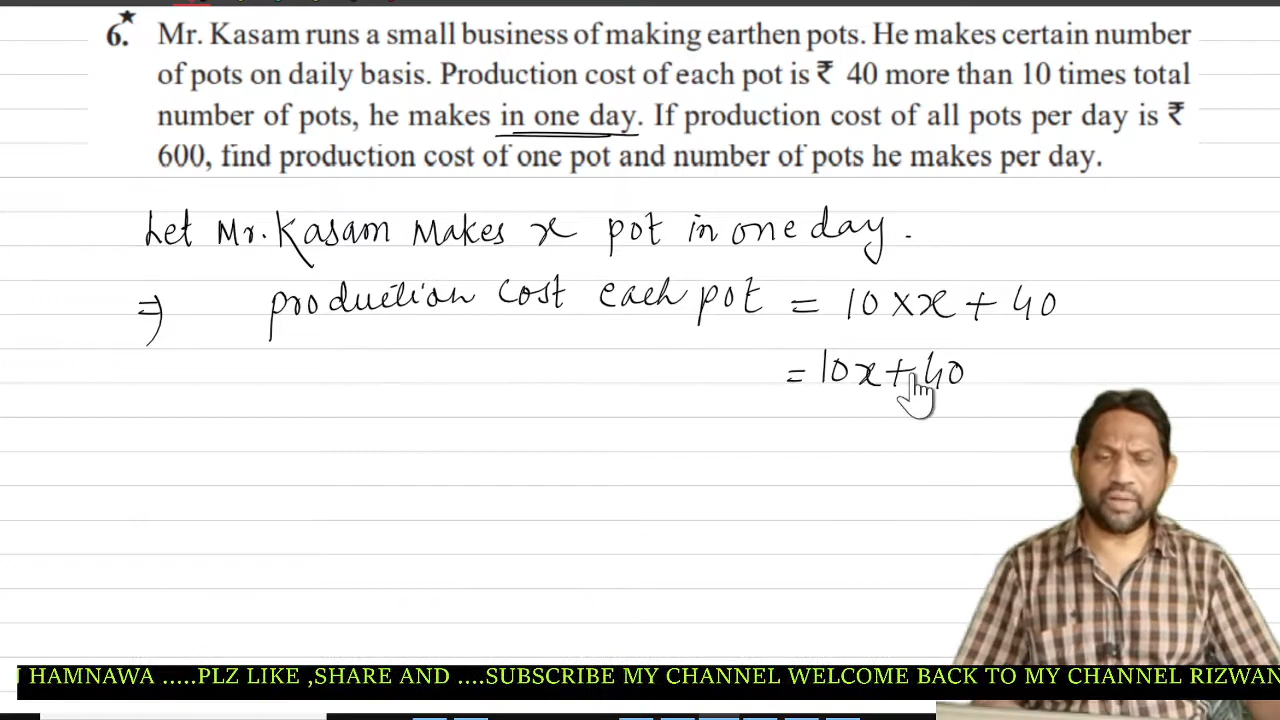 6.* Mr. Kasam runs a small business of making earthen pots. He makes certain number
of pots on daily basis. Production cost of each pot is ₹ 40 more than 10 times total
number of pots, he makes in one day. If production cost of all pots per day is ₹
600, find production cost of one pot and number of pots he makes per day.
Let Mr. Kasam Makes x pot in one day.
⇒ production cost each pot = 10 × x + 40
= 10x + 40
HAMNAWA .....PLZ LIKE ,SHARE AND ....SUBSCRIBE MY CHANNEL WELCOME BACK TO MY CHANNEL RIZWAN